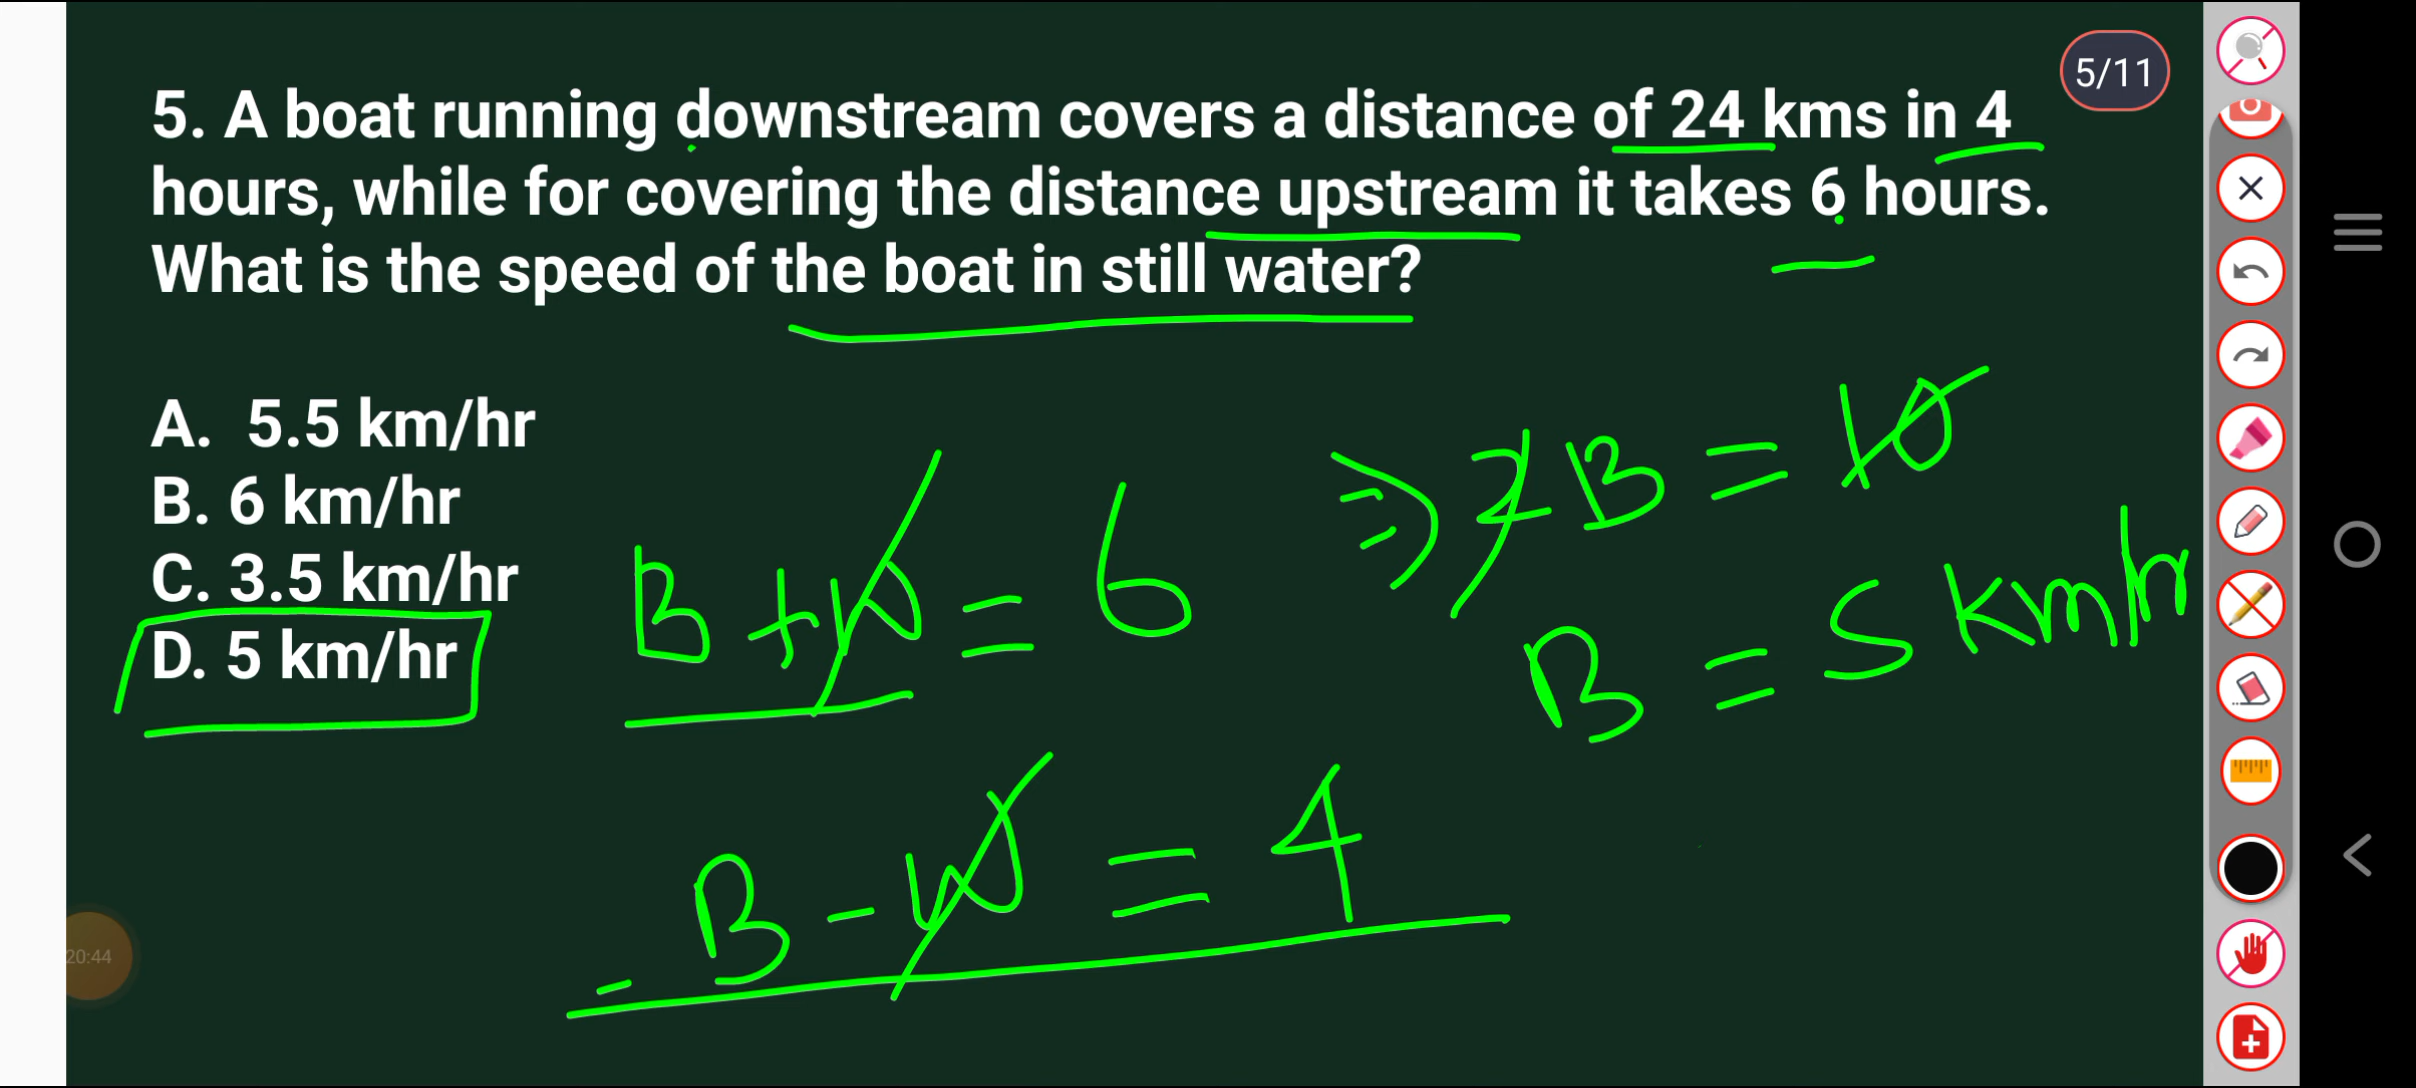 5/11
5. A boat running downstream covers a distance of 24 kms in 4
hours, while for covering the distance upstream it takes 6 hours.
What is the speed of the boat in still water?
A. 5.5 km/hr
B. 6 km/hr
C. 3.5 km/hr
D. 5 km/hr
B + W = 6
⇒ 2B = 10
B = 5 km/hr
B - W = 4
-
20:44